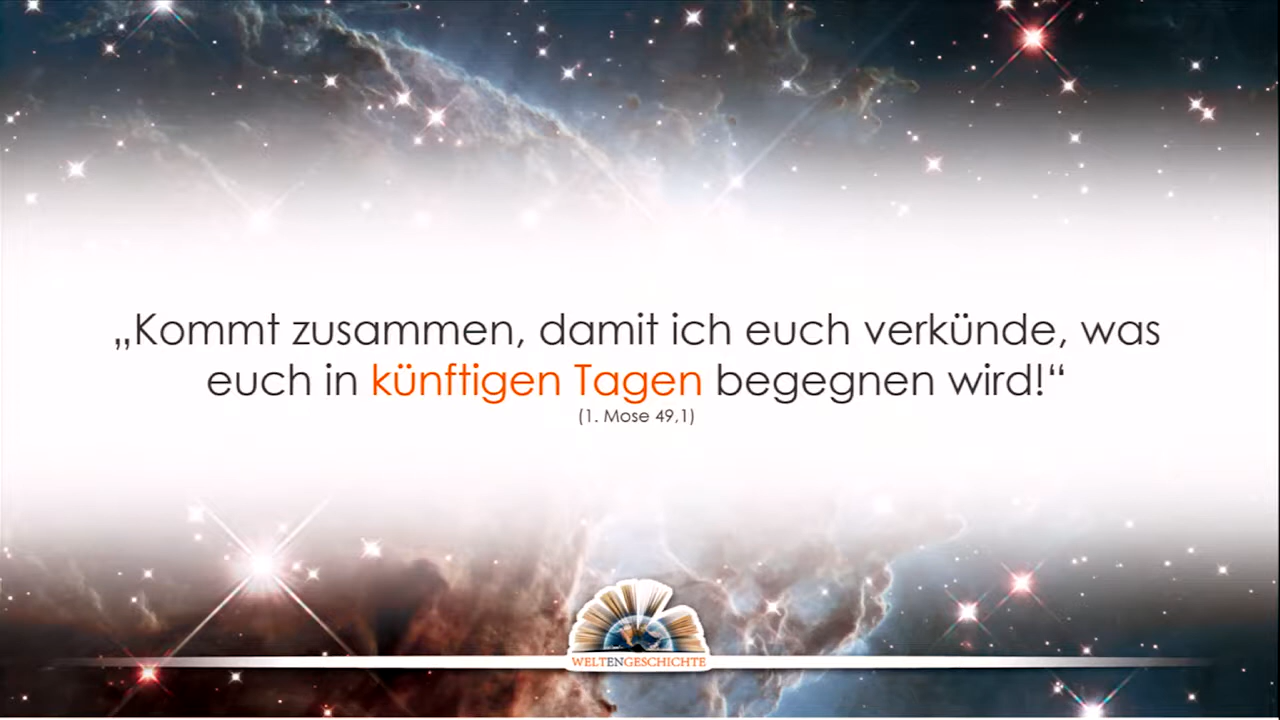 „Kommt zusammen, damit ich euch verkünde, was
euch in künftigen Tagen begegnen wird!“
(1. Mose 49,1)
WELTENGESCHICHTE